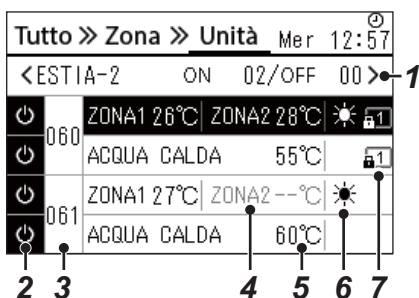 Tutto » Zona » Unità Mer 12:57
<ESTIA-2 ON 02/OFF 00> 1
060 ZONA1 26℃ ZONA2 28℃ 1
ACQUA CALDA 55℃ 1
061 ZONA1 27℃ ZONA2 --℃
ACQUA CALDA 60℃
2 3 4 5 6 7